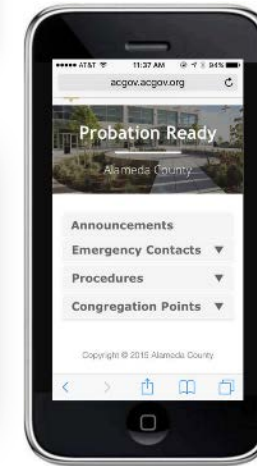 AT&T 11:37 AM 94%
acgov.acgov.org
Probation Ready
Alameda County
Announcements
Emergency Contacts
Procedures
Congregation Points
Copyright © 2015 Alameda County